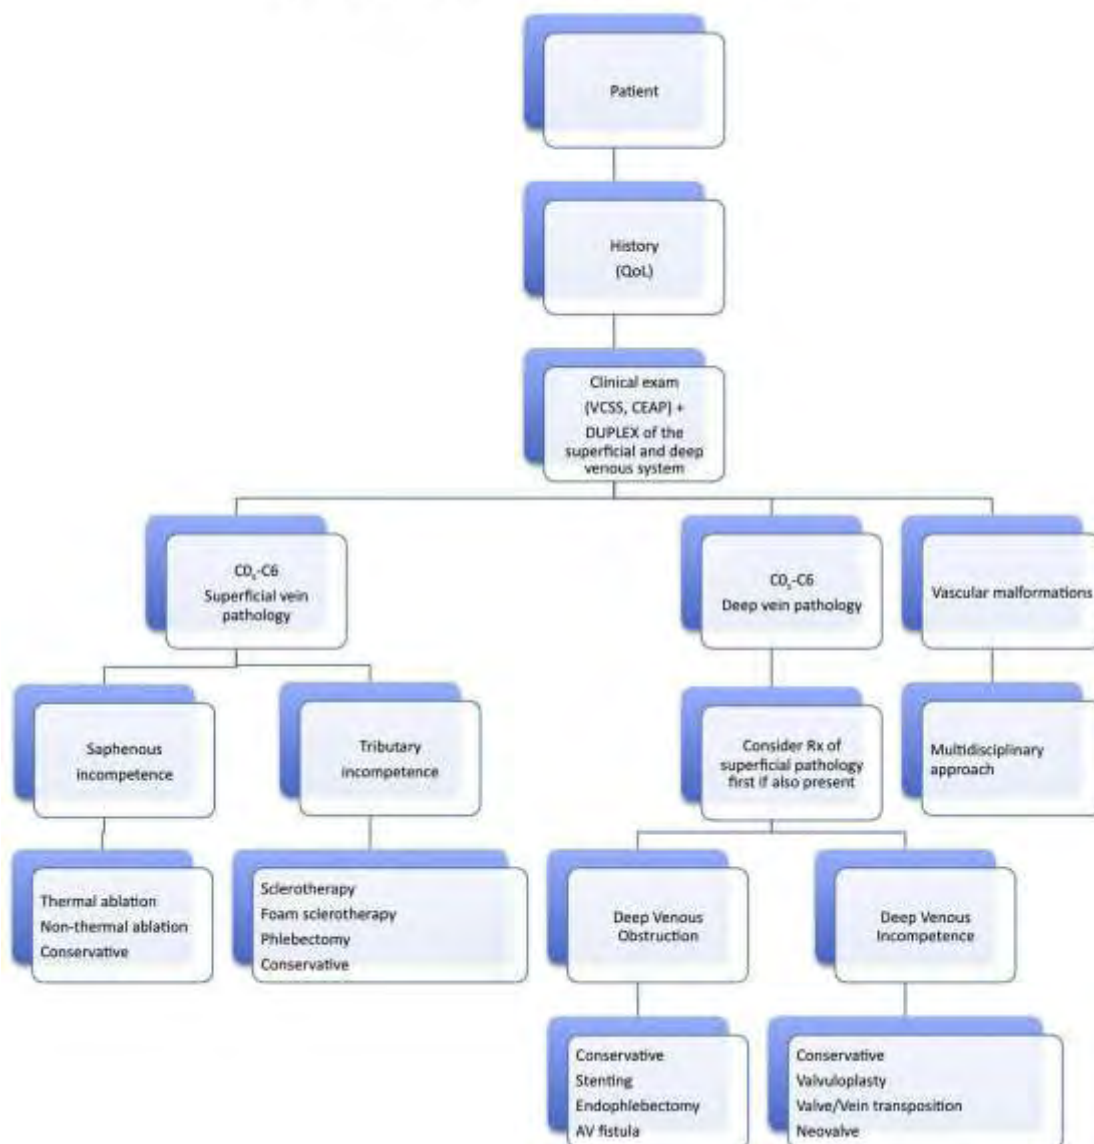 Patient
History
(QoL)
Clinical exam
(VCSS, CEAP) +
DUPLEX of the
superficial and deep
venous system
C0s-C6
Superficial vein
pathology
C0s-C6
Deep vein pathology
Vascular malformations
Saphenous
incompetence
Tributary
incompetence
Consider Rx of
superficial pathology
first if also present
Multidisciplinary
approach
Thermal ablation
Non-thermal ablation
Conservative
Sclerotherapy
Foam sclerotherapy
Phlebectomy
Conservative
Deep Venous
Obstruction
Deep Venous
Incompetence
Conservative
Stenting
Endophlebectomy
AV fistula
Conservative
Valvuloplasty
Valve/Vein transposition
Neovalve